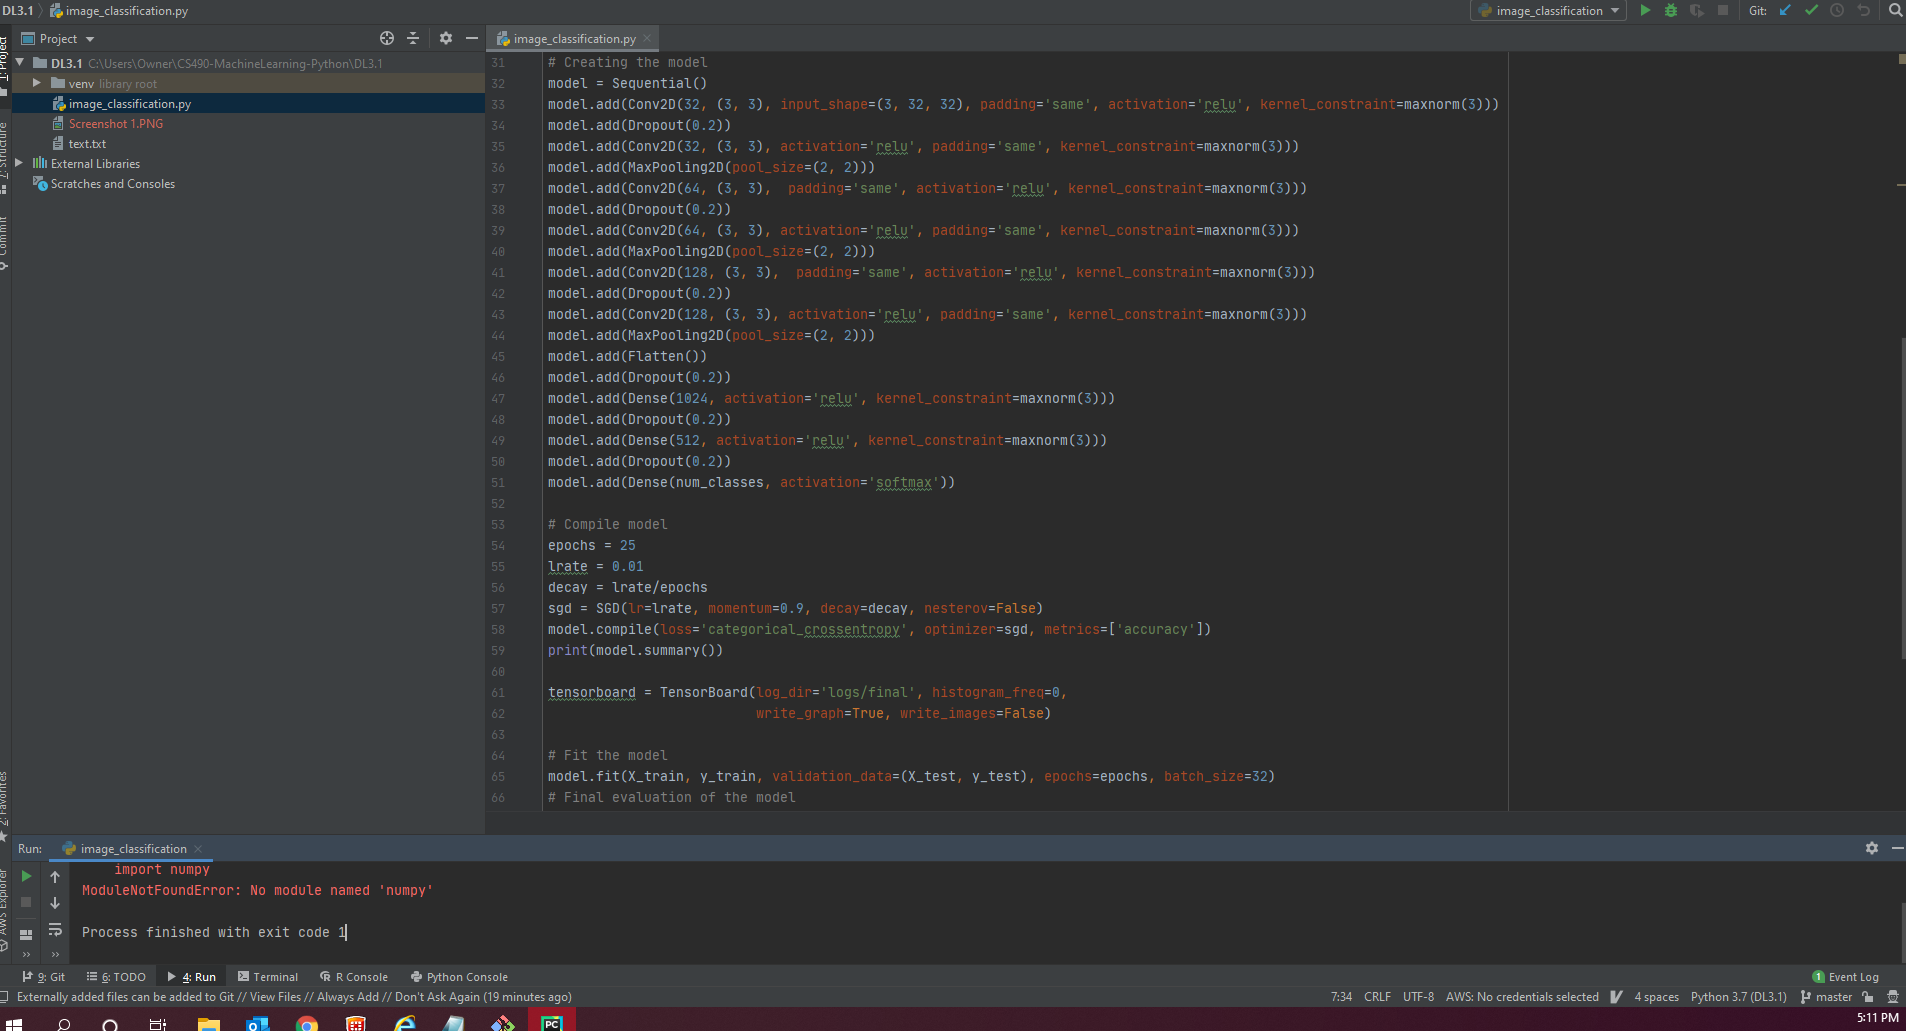 DL3.1 image_classification.py
image_classification
Git:
1: Project
Project
image_classification.py
DL3.1 C:\Users\Owner\CS490-MachineLearning-Python\DL3.1
venv library root
image_classification.py
Screenshot 1.PNG
text.txt
External Libraries
Scratches and Consoles
7: Structure
Commit
2: Favorites
AWS Explorer
31 # Creating the model
32 model = Sequential()
33 model.add(Conv2D(32, (3, 3), input_shape=(3, 32, 32), padding='same', activation='relu', kernel_constraint=maxnorm(3)))
34 model.add(Dropout(0.2))
35 model.add(Conv2D(32, (3, 3), activation='relu', padding='same', kernel_constraint=maxnorm(3)))
36 model.add(MaxPooling2D(pool_size=(2, 2)))
37 model.add(Conv2D(64, (3, 3),  padding='same', activation='relu', kernel_constraint=maxnorm(3)))
38 model.add(Dropout(0.2))
39 model.add(Conv2D(64, (3, 3), activation='relu', padding='same', kernel_constraint=maxnorm(3)))
40 model.add(MaxPooling2D(pool_size=(2, 2)))
41 model.add(Conv2D(128, (3, 3),  padding='same', activation='relu', kernel_constraint=maxnorm(3)))
42 model.add(Dropout(0.2))
43 model.add(Conv2D(128, (3, 3), activation='relu', padding='same', kernel_constraint=maxnorm(3)))
44 model.add(MaxPooling2D(pool_size=(2, 2)))
45 model.add(Flatten())
46 model.add(Dropout(0.2))
47 model.add(Dense(1024, activation='relu', kernel_constraint=maxnorm(3)))
48 model.add(Dropout(0.2))
49 model.add(Dense(512, activation='relu', kernel_constraint=maxnorm(3)))
50 model.add(Dropout(0.2))
51 model.add(Dense(num_classes, activation='softmax'))
52
53 # Compile model
54 epochs = 25
55 lrate = 0.01
56 decay = lrate/epochs
57 sgd = SGD(lr=lrate, momentum=0.9, decay=decay, nesterov=False)
58 model.compile(loss='categorical_crossentropy', optimizer=sgd, metrics=['accuracy'])
59 print(model.summary())
60
61 tensorboard = TensorBoard(log_dir='logs/final', histogram_freq=0,
62 write_graph=True, write_images=False)
63
64 # Fit the model
65 model.fit(X_train, y_train, validation_data=(X_test, y_test), epochs=epochs, batch_size=32)
66 # Final evaluation of the model
Run: image_classification
import numpy
ModuleNotFoundError: No module named 'numpy'
Process finished with exit code 1
9: Git 6: TODO 4: Run Terminal R Console Python Console 1 Event Log
Externally added files can be added to Git // View Files // Always Add // Don't Ask Again (19 minutes ago) 7:34 CRLF UTF-8 AWS: No credentials selected 4 spaces Python 3.7 (DL3.1) master
PC
5:11 PM